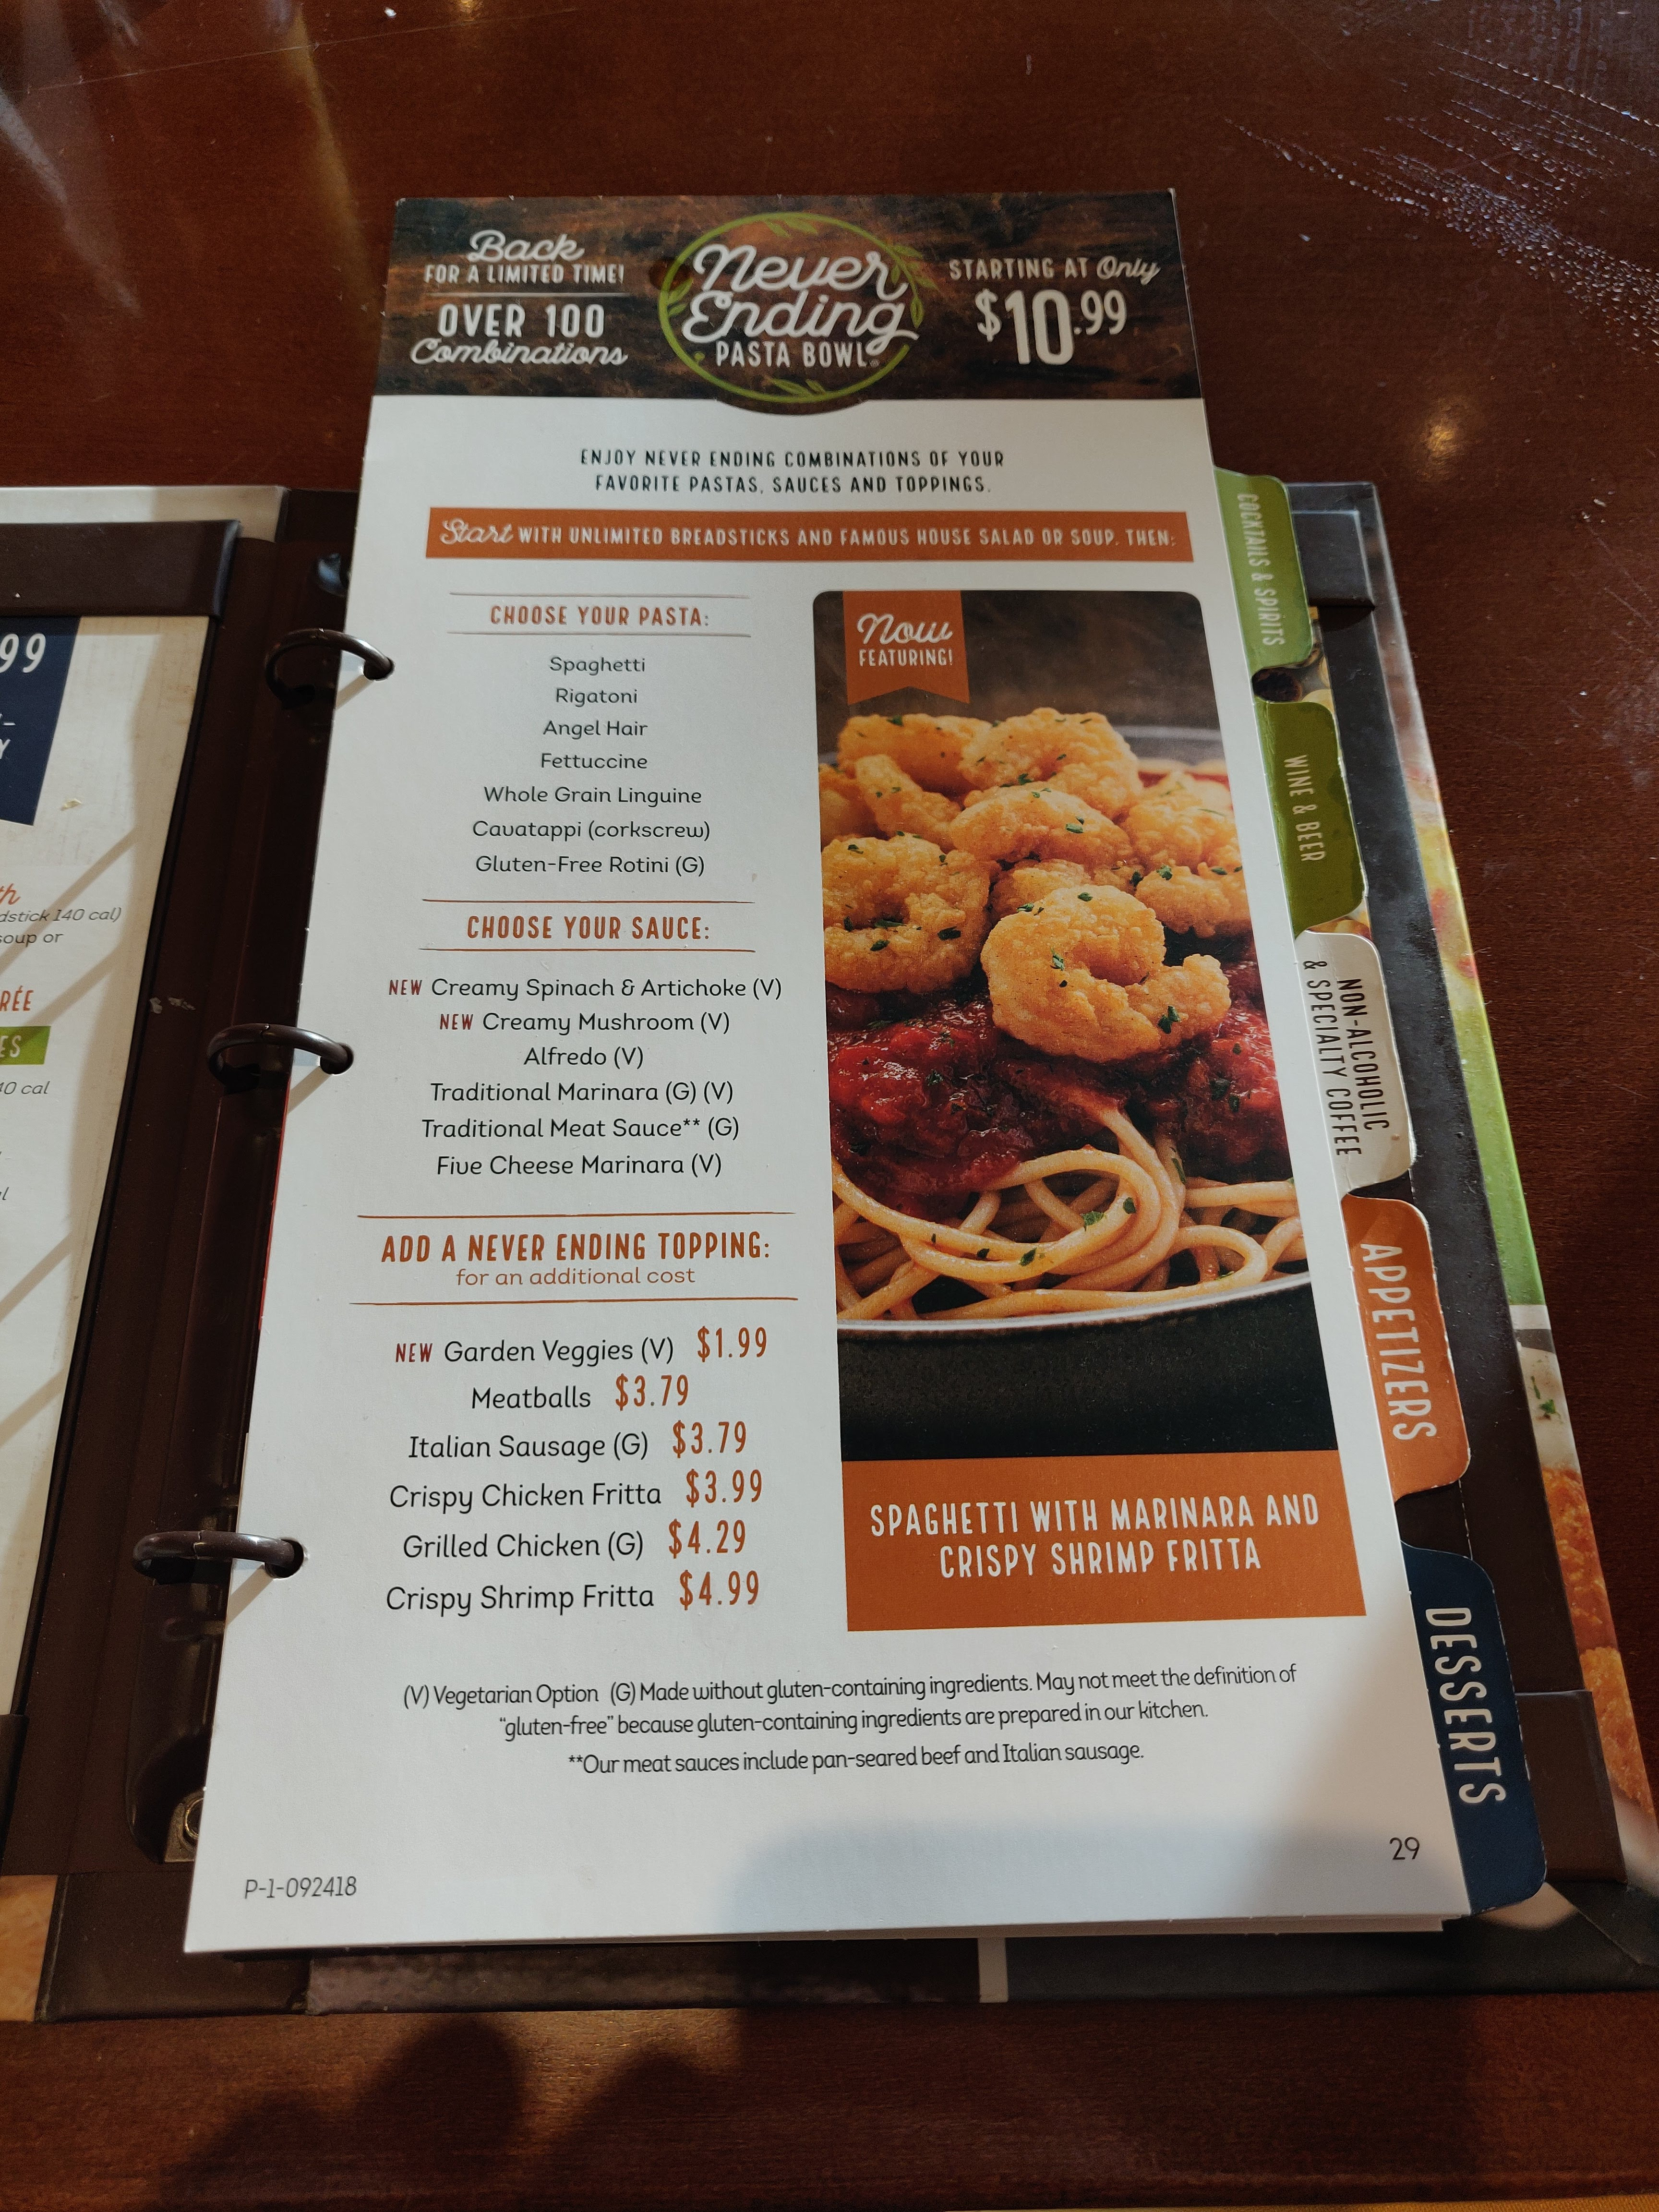 Back
FOR A LIMITED TIME!
OVER 100
Combinations
Never
Ending
PASTA BOWL®
STARTING AT Only
$10.99
ENJOY NEVER ENDING COMBINATIONS OF YOUR
FAVORITE PASTAS, SAUCES AND TOPPINGS.
Start WITH UNLIMITED BREADSTICKS AND FAMOUS HOUSE SALAD OR SOUP. THEN:
CHOOSE YOUR PASTA:
Spaghetti
Rigatoni
Angel Hair
Fettuccine
Whole Grain Linguine
Cavatappi (corkscrew)
Gluten-Free Rotini (G)
CHOOSE YOUR SAUCE:
NEW Creamy Spinach & Artichoke (V)
NEW Creamy Mushroom (V)
Alfredo (V)
Traditional Marinara (G) (V)
Traditional Meat Sauce** (G)
Five Cheese Marinara (V)
ADD A NEVER ENDING TOPPING:
for an additional cost
NEW Garden Veggies (V) $1.99
Meatballs $3.79
Italian Sausage (G) $3.79
Crispy Chicken Fritta $3.99
Grilled Chicken (G) $4.29
Crispy Shrimp Fritta $4.99
Now
FEATURING!
SPAGHETTI WITH MARINARA AND
CRISPY SHRIMP FRITTA
(V) Vegetarian Option (G) Made without gluten-containing ingredients. May not meet the definition of
"gluten-free" because gluten-containing ingredients are prepared in our kitchen.
**Our meat sauces include pan-seared beef and Italian sausage.
29
P-1-092418
COCKTAILS & SPIRITS
WINE & BEER
NON-ALCOHOLIC
& SPECIALTY COFFEE
APPETIZERS
DESSERTS
99
140 cal)
soup or
cal